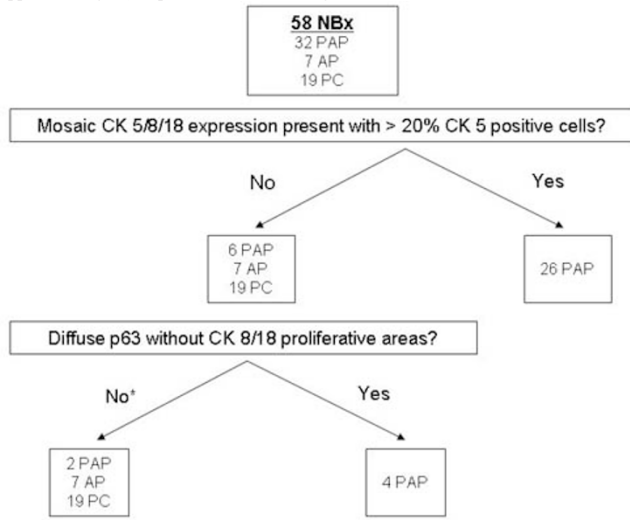 58 NBx
32 PAP
7 AP
19 PC
Mosaic CK 5/8/18 expression present with > 20% CK 5 positive cells?
No
Yes
6 PAP
7 AP
19 PC
26 PAP
Diffuse p63 without CK 8/18 proliferative areas?
No*
Yes
2 PAP
7 AP
19 PC
4 PAP